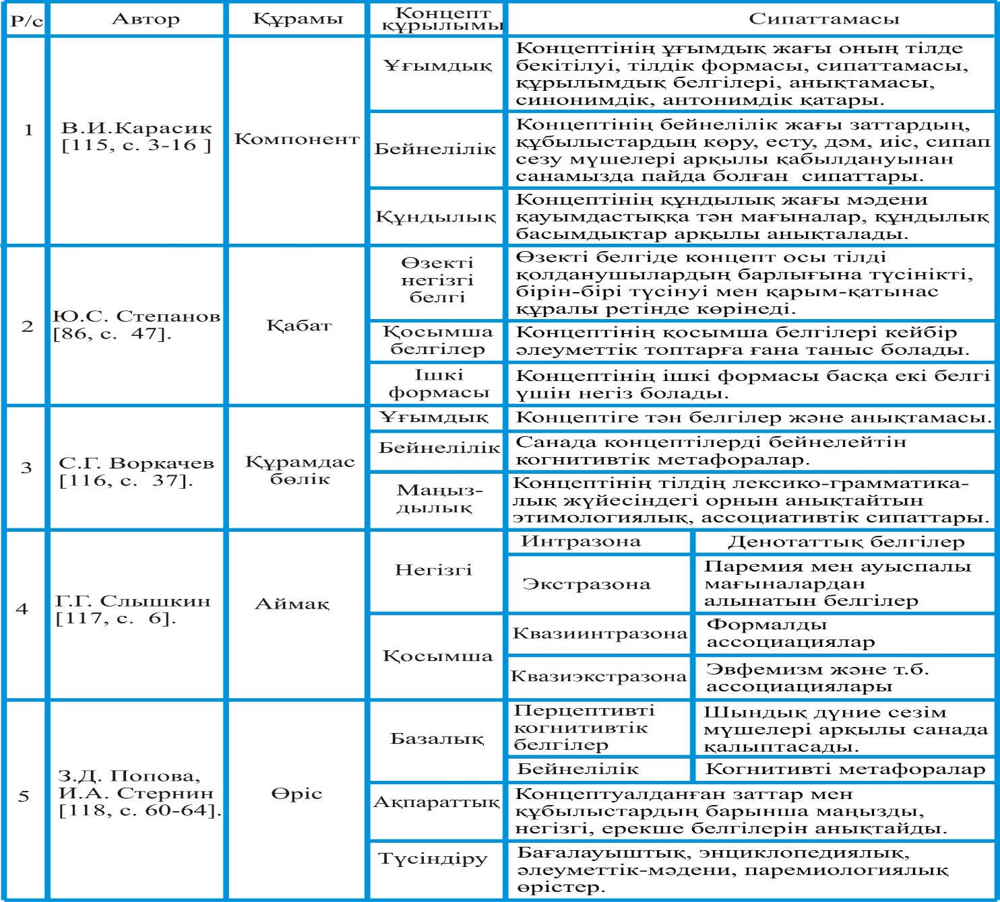 Р/с
Автор
Құрамы
Концепт
құрылымы
Сипаттамасы
1
В.И.Карасик
[115, с. 3-16 ]
Компонент
Ұғымдық
Концептінің ұғымдық жағы оның тілде
бекітілуі, тілдік формасы, сипаттамасы,
құрылымдық белгілері, анықтамасы,
синонимдік, антонимдік қатары.
Бейнелілік
Концептінің бейнелілік жағы заттардың,
құбылыстардың көру, есту, дәм, иіс, сипап
сезу мүшелері арқылы қабылдануынан
санамызда пайда болған сипаттары.
Құндылық
Концептінің құндылық жағы мәдени
қауымдастыққа тән мағыналар, құндылық
басымдықтар арқылы анықталады.
2
Ю.С. Степанов
[86, с. 47].
Қабат
Өзекті
негізгі
белгі
Өзекті белгіде концепт осы тілді
қолданушылардың барлығына түсінікті,
бірін-бірі түсінуі мен қарым-қатынас
құралы ретінде көрінеді.
Қосымша
белгілер
Концептінің қосымша белгілері кейбір
әлеуметтік топтарға ғана таныс болады.
Ішкі
формасы
Концептінің ішкі формасы басқа екі белгі
үшін негіз болады.
3
С.Г. Воркачев
[116, с. 37].
Құрамдас
бөлік
Ұғымдық
Концептіге тән белгілер және анықтамасы.
Бейнелілік
Санада концептілерді бейнелейтін
когнитивтік метафоралар.
Маңыз-
дылық
Концептінің тілдің лексико-грамматика-
лық жүйесіндегі орнын анықтайтын
этимологиялық, ассоциативтік сипаттары.
4
Г.Г. Слышкин
[117, с. 6].
Аймақ
Негізгі
Интразона
Денотаттық белгілер
Экстразона
Паремия мен ауыспалы
мағыналардан
алынатын белгілер
Қосымша
Квазиинтразона
Формалды
ассоциациялар
Квазиэкстразона
Эвфемизм және т.б.
ассоциациялары
5
З.Д. Попова,
И.А. Стернин
[118, с. 60-64].
Өріс
Базалық
Перцептивті
когнитивтік
белгілер
Шындық дүние сезім
мүшелері арқылы санада
қалыптасады.
Бейнелілік
Когнитивті метафоралар
Ақпараттық
Концептуалданған заттар мен
құбылыстардың барынша маңызды,
негізгі, ерекше белгілерін анықтайды.
Түсіндіру
Бағалауыштық, энциклопедиялық,
әлеуметтік-мәдени, паремиологиялық
өрістер.